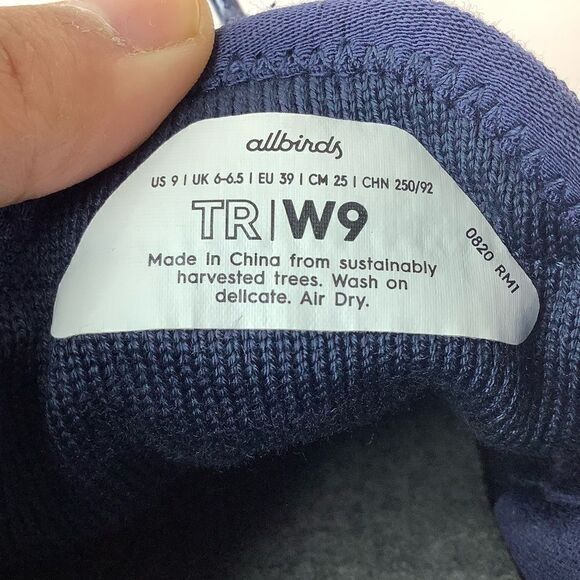 allbirds
US 9 | UK 6-6.5 | EU 39 | CM 25 | CHN 250/92
TR|W9
Made in China from sustainably
harvested trees. Wash on
delicate. Air Dry.
0820 RM1